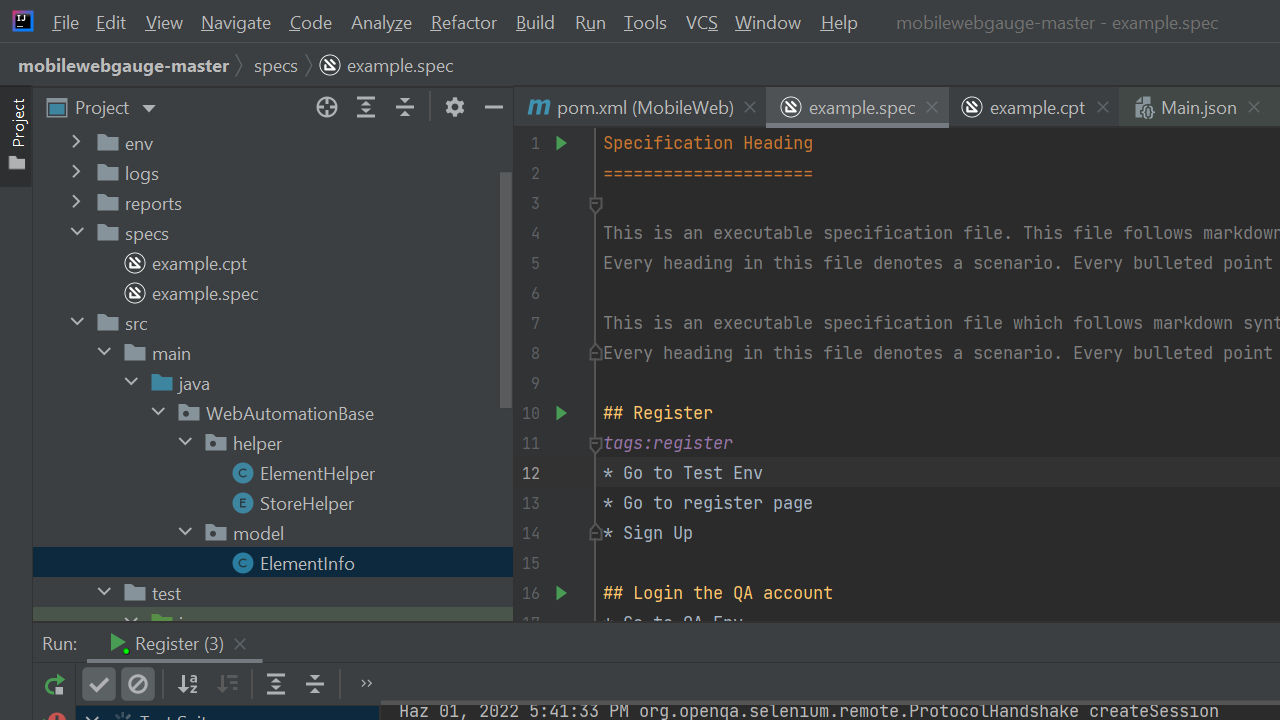 File Edit View Navigate Code Analyze Refactor Build Run Tools VCS Window Help mobilewebgauge-master - example.spec
mobilewebgauge-master specs example.spec
Project
Project
env
logs
reports
specs
example.cpt
example.spec
src
main
java
WebAutomationBase
helper
ElementHelper
StoreHelper
model
ElementInfo
test
pom.xml (MobileWeb) example.spec example.cpt Main.json
1 Specification Heading
2 =====================
3
4 This is an executable specification file. This file follows markdown
5 Every heading in this file denotes a scenario. Every bulleted point
6
7 This is an executable specification file which follows markdown synt
8 Every heading in this file denotes a scenario. Every bulleted point
9
10 ## Register
11 tags:register
12 * Go to Test Env
13 * Go to register page
14 * Sign Up
15
16 ## Login the QA account
17 * Go to QA Env
Run: Register (3)
Haz 01, 2022 5:41:33 PM org.openqa.selenium.remote.ProtocolHandshake createSession